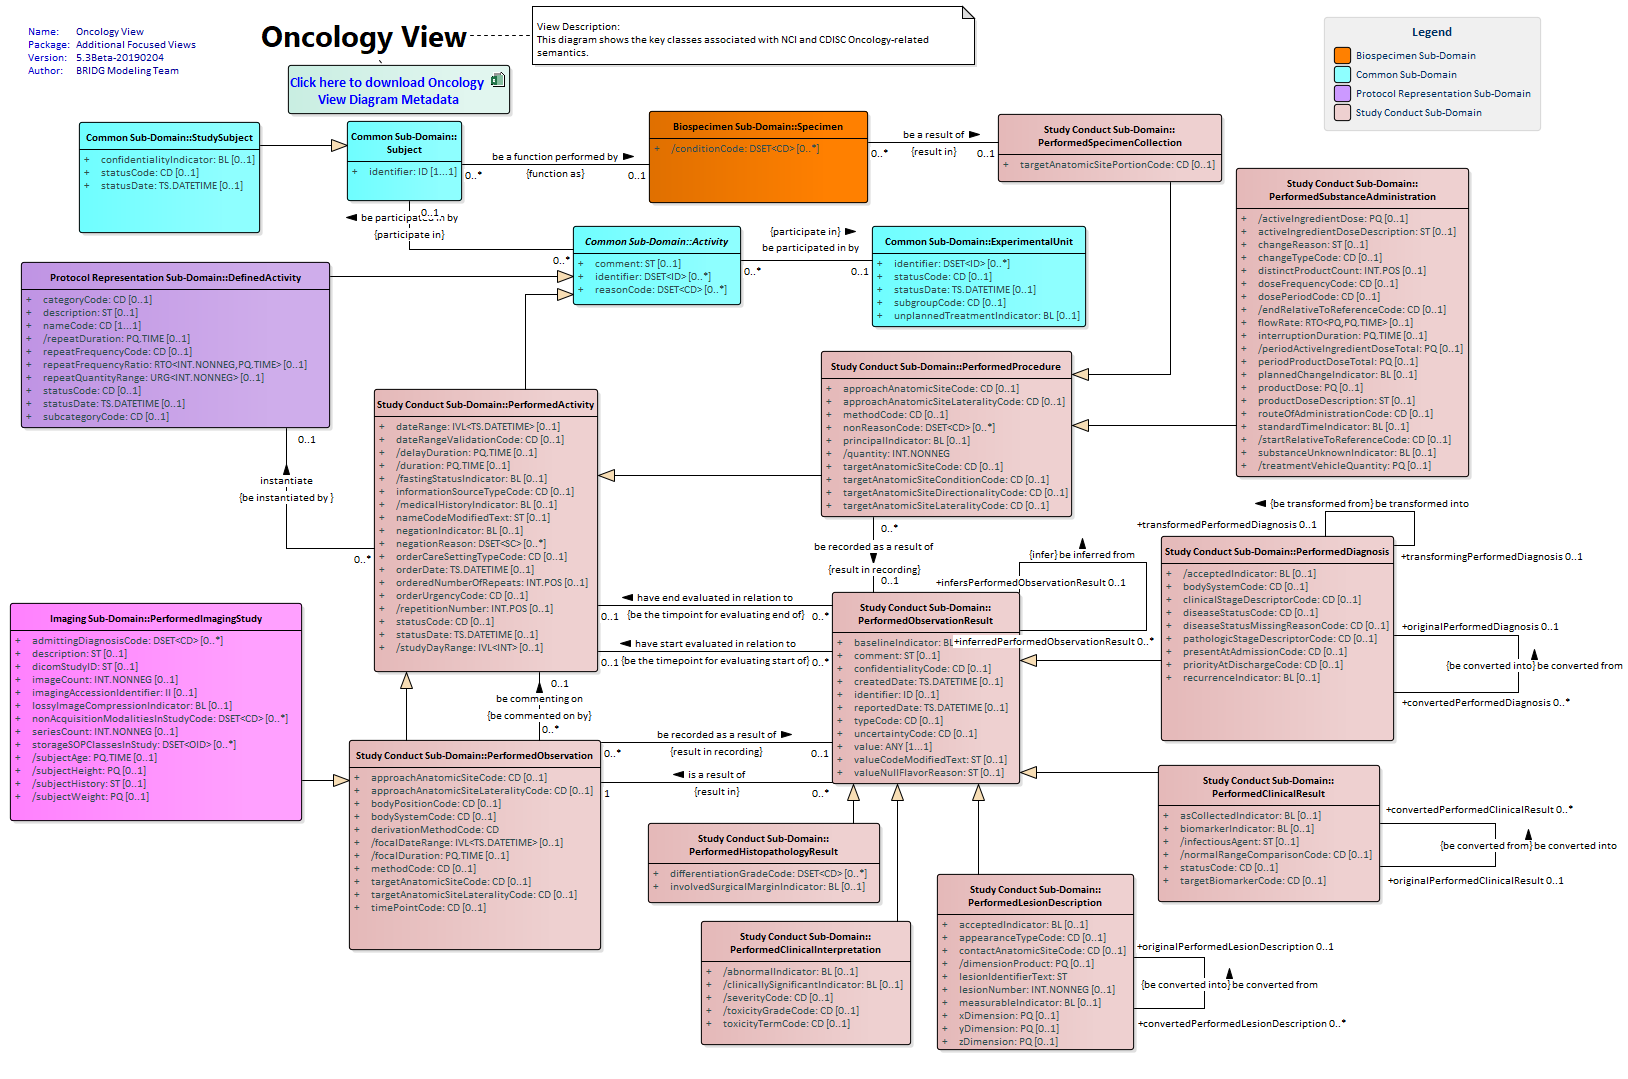 Name: Oncology View
Package: Additional Focused Views
Version: 5.3Beta-20190204
Author: BRIDG Modeling Team
Oncology View
View Description:
This diagram shows the key classes associated with NCI and CDISC Oncology-related
semantics.
Click here to download Oncology
View Diagram Metadata
Legend
Biospecimen Sub-Domain
Common Sub-Domain
Protocol Representation Sub-Domain
Study Conduct Sub-Domain
Common Sub-Domain::StudySubject
+ confidentialityIndicator: BL [0..1]
+ statusCode: CD [0..1]
+ statusDate: TS.DATETIME [0..1]
Common Sub-Domain::
Subject
+ identifier: ID [1...1]
be a function performed by
{function as}
0..*
0..1
Biospecimen Sub-Domain::Specimen
+ /conditionCode: DSET<CD> [0..*]
be a result of
{result in}
0..*
0..1
Study Conduct Sub-Domain::
PerformedSpecimenCollection
+ targetAnatomicSitePortionCode: CD [0..1]
Study Conduct Sub-Domain::
PerformedSubstanceAdministration
+ /activeIngredientDose: PQ [0..1]
+ activeIngredientDoseDescription: ST [0..1]
+ changeReason: ST [0..1]
+ changeTypeCode: CD [0..1]
+ distinctProductCount: INT.POS [0..1]
+ doseFrequencyCode: CD [0..1]
+ dosePeriodCode: CD [0..1]
+ /endRelativeToReferenceCode: CD [0..1]
+ flowRate: RTO<PQ,PQ.TIME> [0..1]
+ interruptionDuration: PQ.TIME [0..1]
+ /periodActiveIngredientDoseTotal: PQ [0..1]
+ periodProductDoseTotal: PQ [0..1]
+ plannedChangeIndicator: BL [0..1]
+ productDose: PQ [0..1]
+ productDoseDescription: ST [0..1]
+ routeOfAdministrationCode: CD [0..1]
+ standardTimeIndicator: BL [0..1]
+ /startRelativeToReferenceCode: CD [0..1]
+ substanceUnknownIndicator: BL [0..1]
+ /treatmentVehicleQuantity: PQ [0..1]
0..1
be participated in by
{participate in}
0..*
Common Sub-Domain::Activity
+ comment: ST [0..1]
+ identifier: DSET<ID> [0..*]
+ reasonCode: DSET<CD> [0..*]
{participate in}
be participated in by
0..*
0..1
Common Sub-Domain::ExperimentalUnit
+ identifier: DSET<ID> [0..*]
+ statusCode: CD [0..1]
+ statusDate: TS.DATETIME [0..1]
+ subgroupCode: CD [0..1]
+ unplannedTreatmentIndicator: BL [0..1]
Protocol Representation Sub-Domain::DefinedActivity
+ categoryCode: CD [0..1]
+ description: ST [0..1]
+ nameCode: CD [1...1]
+ /repeatDuration: PQ.TIME [0..1]
+ repeatFrequencyCode: CD [0..1]
+ repeatFrequencyRatio: RTO<INT.NONNEG,PQ.TIME> [0..1]
+ repeatQuantityRange: URG<INT.NONNEG> [0..1]
+ statusCode: CD [0..1]
+ statusDate: TS.DATETIME [0..1]
+ subcategoryCode: CD [0..1]
0..1
instantiate
{be instantiated by }
0..*
Study Conduct Sub-Domain::PerformedActivity
+ dateRange: IVL<TS.DATETIME> [0..1]
+ dateRangeValidationCode: CD [0..1]
+ /delayDuration: PQ.TIME [0..1]
+ /duration: PQ.TIME [0..1]
+ /fastingStatusIndicator: BL [0..1]
+ informationSourceTypeCode: CD [0..1]
+ /medicalHistoryIndicator: BL [0..1]
+ nameCodeModifiedText: ST [0..1]
+ negationIndicator: BL [0..1]
+ negationReason: DSET<SC> [0..*]
+ orderCareSettingTypeCode: CD [0..1]
+ orderDate: TS.DATETIME [0..1]
+ orderedNumberOfRepeats: INT.POS [0..1]
+ orderUrgencyCode: CD [0..1]
+ /repetitionNumber: INT.POS [0..1]
+ statusCode: CD [0..1]
+ statusDate: TS.DATETIME [0..1]
+ /studyDayRange: IVL<INT> [0..1]
Study Conduct Sub-Domain::PerformedProcedure
+ approachAnatomicSiteCode: CD [0..1]
+ approachAnatomicSiteLateralityCode: CD [0..1]
+ methodCode: CD [0..1]
+ nonReasonCode: DSET<CD> [0..*]
+ principalIndicator: BL [0..1]
+ /quantity: INT.NONNEG
+ targetAnatomicSiteCode: CD [0..1]
+ targetAnatomicSiteConditionCode: CD [0..1]
+ targetAnatomicSiteDirectionalityCode: CD [0..1]
+ targetAnatomicSiteLateralityCode: CD [0..1]
0..*
be recorded as a result of
{result in recording}
0..1
{infer} be inferred from
+infersPerformedObservationResult 0..1
+inferredPerformedObservationResult 0..*
{be transformed from} be transformed into
+transformedPerformedDiagnosis 0..1
+transformingPerformedDiagnosis 0..1
Study Conduct Sub-Domain::PerformedDiagnosis
+ /acceptedIndicator: BL [0..1]
+ bodySystemCode: CD [0..1]
+ clinicalStageDescriptorCode: CD [0..1]
+ diseaseStatusCode: CD [0..1]
+ diseaseStatusMissingReasonCode: CD [0..1]
+ pathologicStageDescriptorCode: CD [0..1]
+ presentAtAdmissionCode: CD [0..1]
+ priorityAtDischargeCode: CD [0..1]
+ recurrenceIndicator: BL [0..1]
+originalPerformedDiagnosis 0..1
{be converted into} be converted from
+convertedPerformedDiagnosis 0..*
Imaging Sub-Domain::PerformedImagingStudy
+ admittingDiagnosisCode: DSET<CD> [0..*]
+ description: ST [0..1]
+ dicomStudyID: ST [0..1]
+ imageCount: INT.NONNEG [0..1]
+ imagingAccessionIdentifier: II [0..1]
+ lossyImageCompressionIndicator: BL [0..1]
+ nonAcquisitionModalitiesInStudyCode: DSET<CD> [0..*]
+ seriesCount: INT.NONNEG [0..1]
+ storageSOPClassesInStudy: DSET<OID> [0..*]
+ /subjectAge: PQ.TIME [0..1]
+ /subjectHeight: PQ [0..1]
+ /subjectHistory: ST [0..1]
+ /subjectWeight: PQ [0..1]
have end evaluated in relation to
0..1 {be the timpoint for evaluating end of} 0..*
have start evaluated in relation to
0..1 {be the timepoint for evaluating start of} 0..*
Study Conduct Sub-Domain::
PerformedObservationResult
+ baselineIndicator: BL
+ comment: ST [0..1]
+ confidentialityCode: CD [0..1]
+ createdDate: TS.DATETIME [0..1]
+ identifier: ID [0..1]
+ reportedDate: TS.DATETIME [0..1]
+ typeCode: CD [0..1]
+ uncertaintyCode: CD [0..1]
+ value: ANY [1...1]
+ valueCodeModifiedText: ST [0..1]
+ valueNullFlavorReason: ST [0..1]
0..1
be commenting on
{be commented on by}
0..*
Study Conduct Sub-Domain::PerformedObservation
+ approachAnatomicSiteCode: CD [0..1]
+ approachAnatomicSiteLateralityCode: CD [0..1]
+ bodyPositionCode: CD [0..1]
+ bodySystemCode: CD [0..1]
+ derivationMethodCode: CD
+ /focalDateRange: IVL<TS.DATETIME> [0..1]
+ /focalDuration: PQ.TIME [0..1]
+ methodCode: CD [0..1]
+ targetAnatomicSiteCode: CD [0..1]
+ targetAnatomicSiteLateralityCode: CD [0..1]
+ timePointCode: CD [0..1]
be recorded as a result of
0..* {result in recording} 0..1
is a result of
1 {result in} 0..*
Study Conduct Sub-Domain::
PerformedHistopathologyResult
+ differentiationGradeCode: DSET<CD> [0..*]
+ involvedSurgicalMarginIndicator: BL [0..1]
Study Conduct Sub-Domain::
PerformedClinicalInterpretation
+ /abnormalIndicator: BL [0..1]
+ /clinicallySignificantIndicator: BL [0..1]
+ /severityCode: CD [0..1]
+ /toxicityGradeCode: CD [0..1]
+ toxicityTermCode: CD [0..1]
Study Conduct Sub-Domain::
PerformedLesionDescription
+ acceptedIndicator: BL [0..1]
+ appearanceTypeCode: CD [0..1]
+ contactAnatomicSiteCode: CD [0..1]
+ /dimensionProduct: PQ [0..1]
+ lesionIdentifierText: ST
+ lesionNumber: INT.NONNEG [0..1]
+ measurableIndicator: BL [0..1]
+ xDimension: PQ [0..1]
+ yDimension: PQ [0..1]
+ zDimension: PQ [0..1]
+originalPerformedLesionDescription 0..1
{be converted into} be converted from
+convertedPerformedLesionDescription 0..*
Study Conduct Sub-Domain::
PerformedClinicalResult
+ asCollectedIndicator: BL [0..1]
+ biomarkerIndicator: BL [0..1]
+ /infectiousAgent: ST [0..1]
+ /normalRangeComparisonCode: CD [0..1]
+ statusCode: CD [0..1]
+ targetBiomarkerCode: CD [0..1]
+convertedPerformedClinicalResult 0..*
{be converted from} be converted into
+originalPerformedClinicalResult 0..1